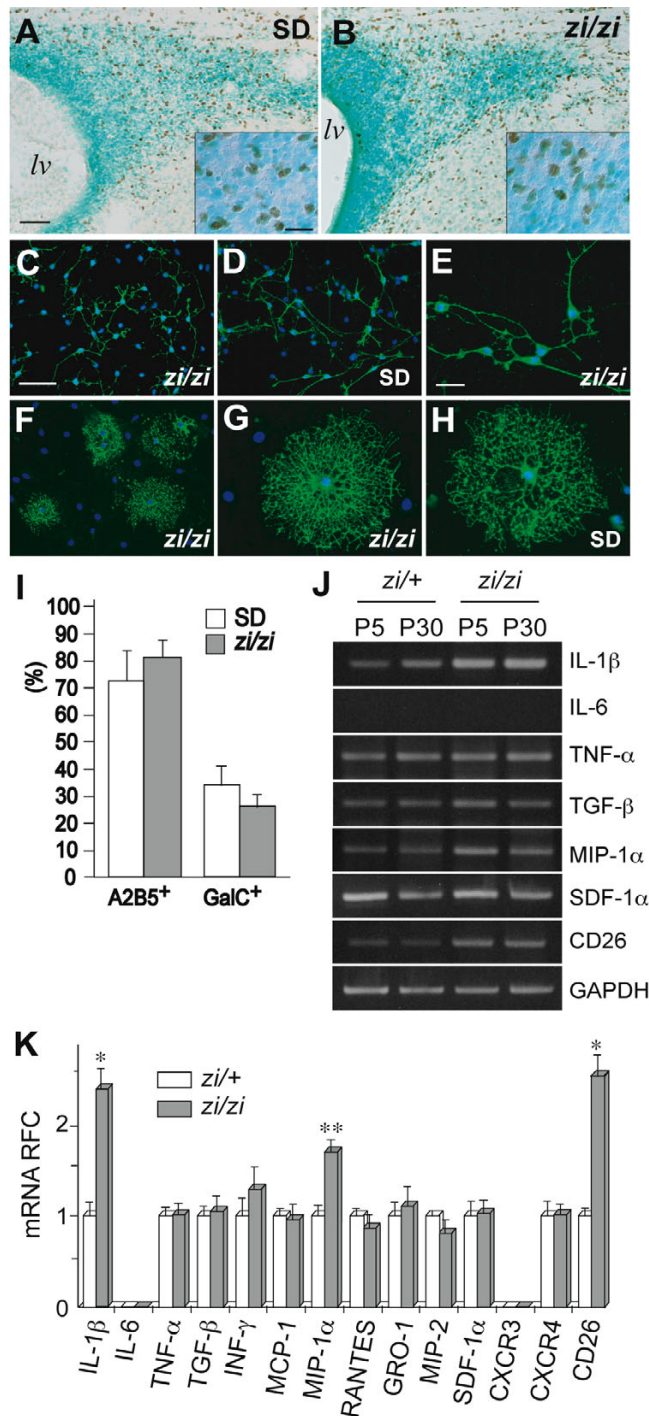 A
SD
lv
B
zi/zi
lv
C
zi/zi
D
SD
E
zi/zi
F
zi/zi
G
zi/zi
H
SD
I
SD
zi/zi
(%)
100
90
80
70
60
50
40
30
20
10
0
A2B5+
GalC+
J
zi/+
zi/zi
P5 P30 P5 P30
IL-1β
IL-6
TNF-α
TGF-β
MIP-1α
SDF-1α
CD26
GAPDH
K
zi/+
zi/zi
mRNA RFC
2
1
0
*
**
*
IL-1β
IL-6
TNF-α
TGF-β
INF-γ
MCP-1
MIP-1α
RANTES
GRO-1
MIP-2
SDF-1α
CXCR3
CXCR4
CD26